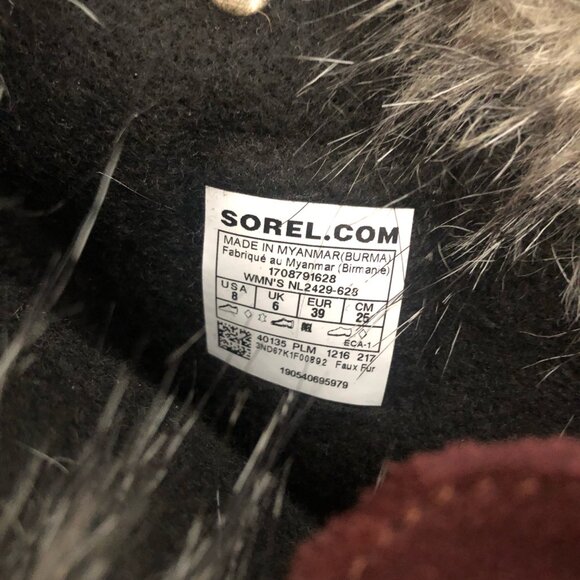 SOREL.COM
MADE IN MYANMAR(BURMA)
Fabriqué au Myanmar (Birmanie)
1708791628
WMN'S NL2429-628
USA UK EUR CM
8 6 39 25
ECA-1
40135 PLM 1216 217
3ND67K1F00892 Faux Fur
190540695979